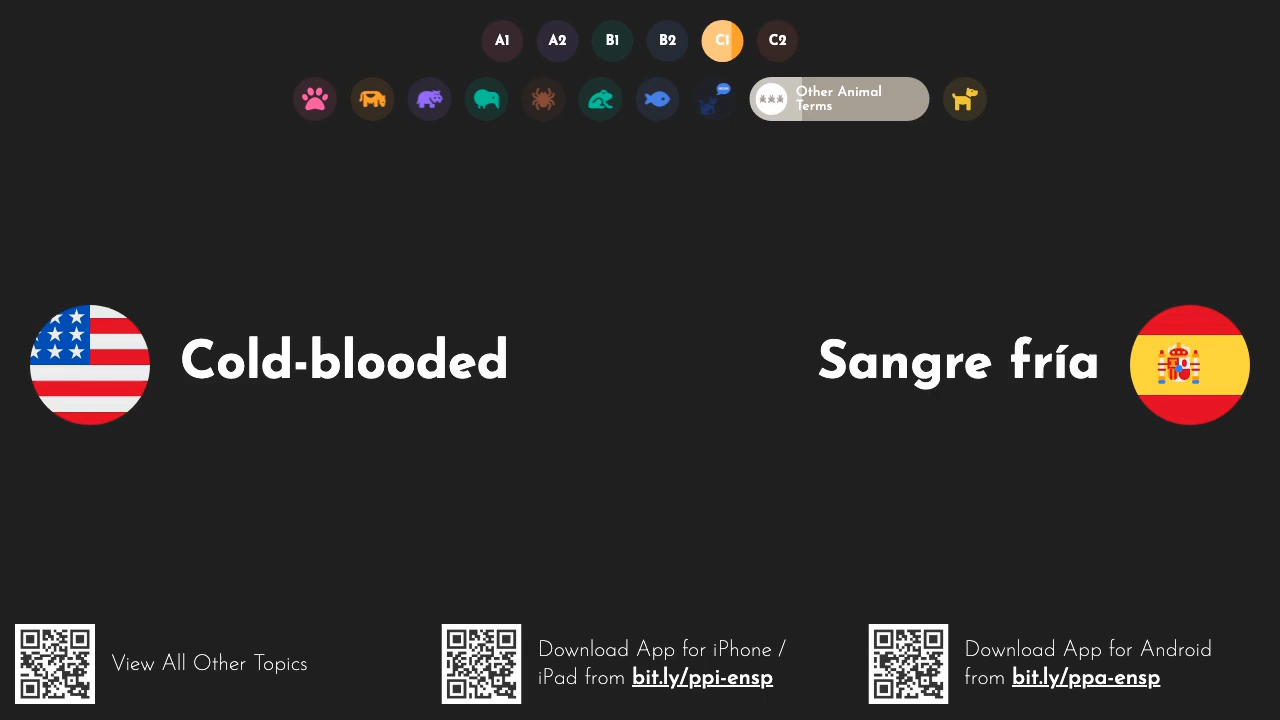 A1 A2 B1 B2 C1 C2
Other Animal
Terms
Cold-blooded
Sangre fría
View All Other Topics
Download App for iPhone /
iPad from bit.ly/ppi-ensp
Download App for Android
from bit.ly/ppa-ensp